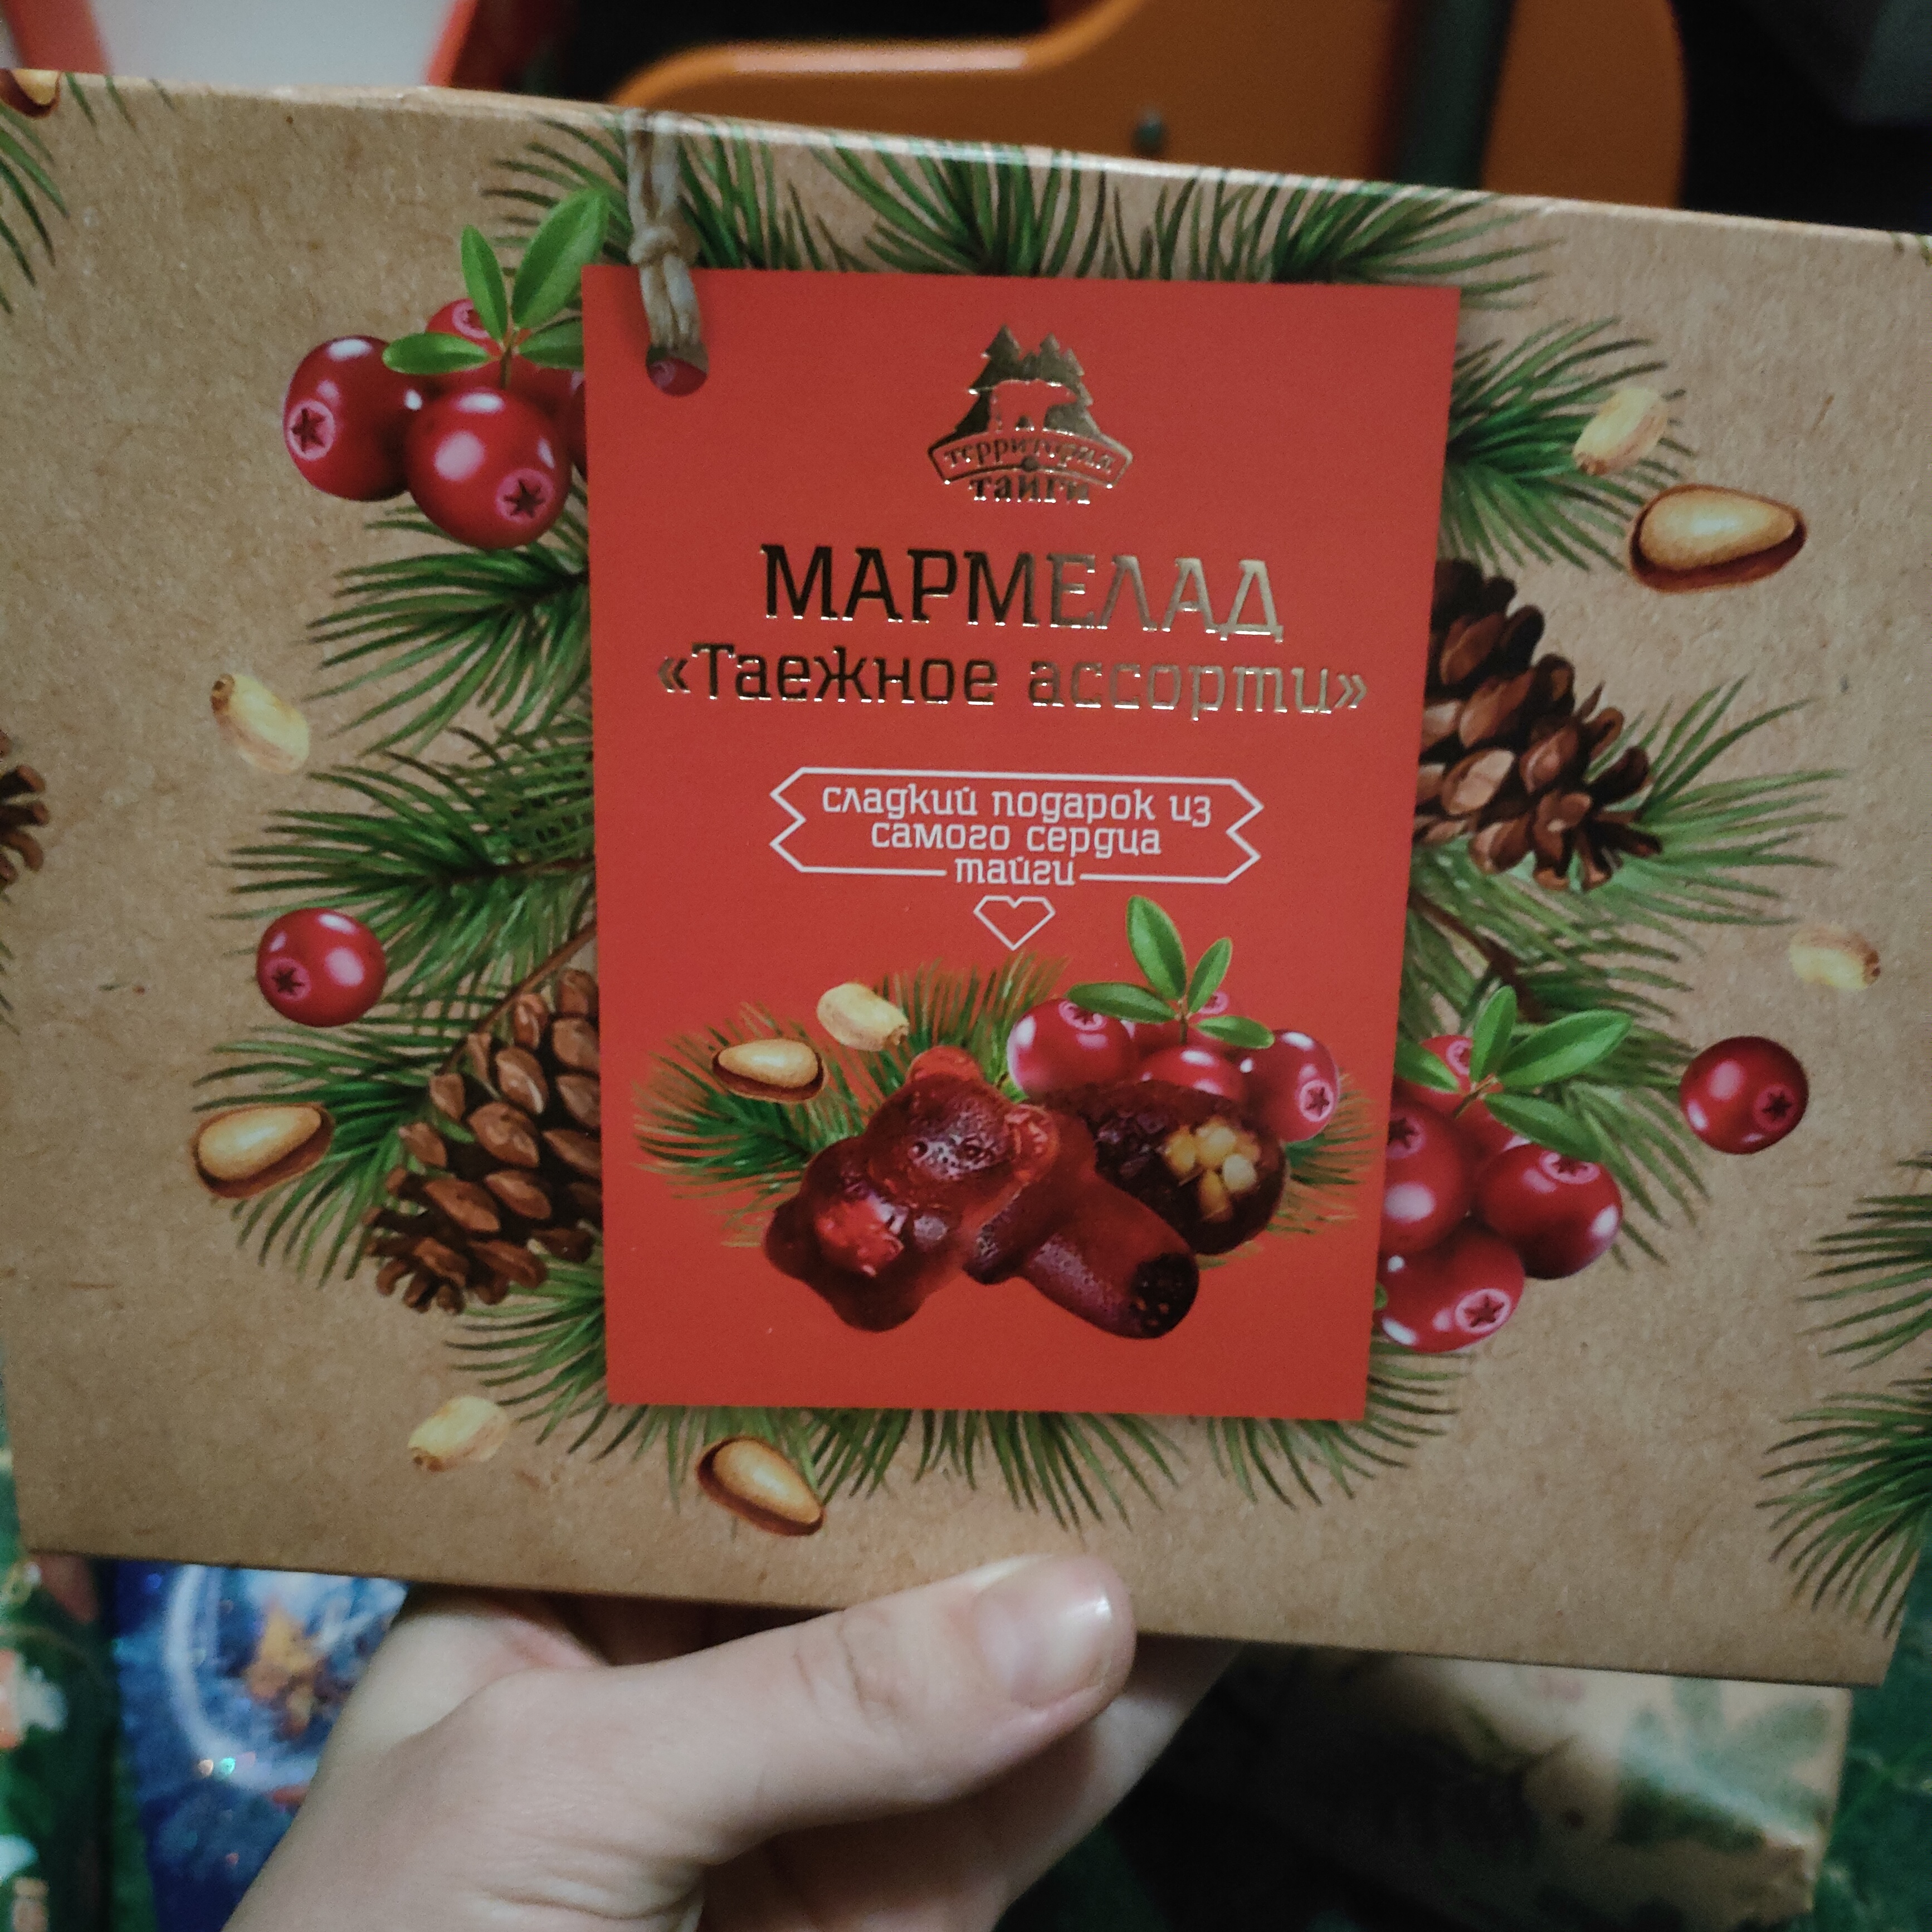 территория
ТАЙГИ
МАРМЕЛАД
«Таежное ассорти»
сладкий подарок из
самого сердца
тайги